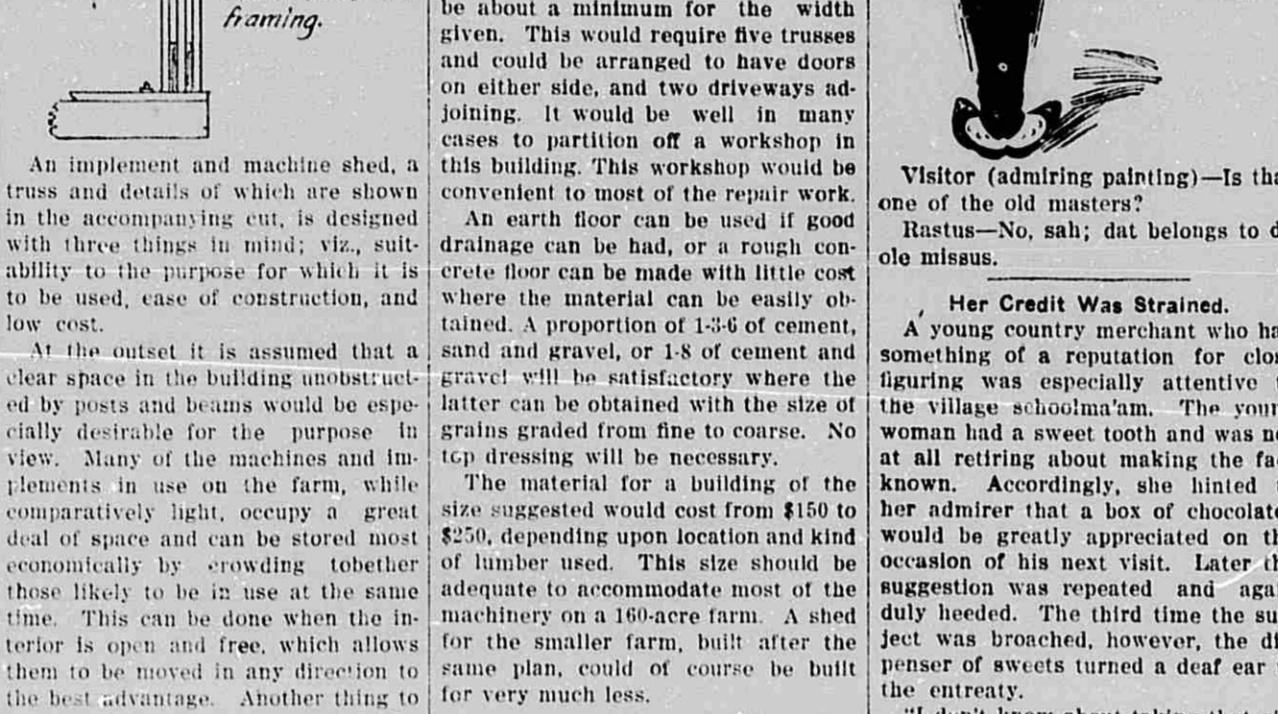 framing.
An implement and machine shed, a
truss and details of which are shown
in the accompanying cut, is designed
with three things in mind; viz., suit-
ability to the purpose for which it is
to be used, ease of construction, and
low cost.
At the outset it is assumed that a
clear space in the building unobstruct-
ed by posts and beams would be espe-
cially desirable for the purpose in
view. Many of the machines and im-
plements in use on the farm, while
comparatively light, occupy a great
deal of space and can be stored most
economically by crowding tobether
those likely to be in use at the same
time. This can be done when the in-
terior is open and free, which allows
them to be moved in any direction to
the best advantage. Another thing to
be about a minimum for the width
given. This would require five trusses
and could be arranged to have doors
on either side, and two driveways ad-
joining. It would be well in many
cases to partition off a workshop in
this building. This workshop would be
convenient to most of the repair work.
An earth floor can be used if good
drainage can be had, or a rough con-
crete floor can be made with little cost
where the material can be easily ob-
tained. A proportion of 1-3-6 of cement,
sand and gravel, or 1-8 of cement and
gravel will be satisfactory where the
latter can be obtained with the size of
grains graded from fine to coarse. No
top dressing will be necessary.
The material for a building of the
size suggested would cost from $150 to
$250, depending upon location and kind
of lumber used. This size should be
adequate to accommodate most of the
machinery on a 160-acre farm. A shed
for the smaller farm, built after the
same plan, could of course be built
for very much less.
Visitor (admiring painting)—Is tha
one of the old masters?
Rastus—No, sah; dat belongs to d
ole missus.
Her Credit Was Strained.
A young country merchant who ha
something of a reputation for clos
figuring was especially attentive
the village schoolma'am. The youn
woman had a sweet tooth and was no
at all retiring about making the fa
known. Accordingly, she hinted
her admirer that a box of chocolate
would be greatly appreciated on th
occasion of his next visit. Later th
suggestion was repeated and aga
duly heeded. The third time the su
ject was broached, however, the di
penser of sweets turned a deaf ear
the entreaty.
"I don't know about taking that